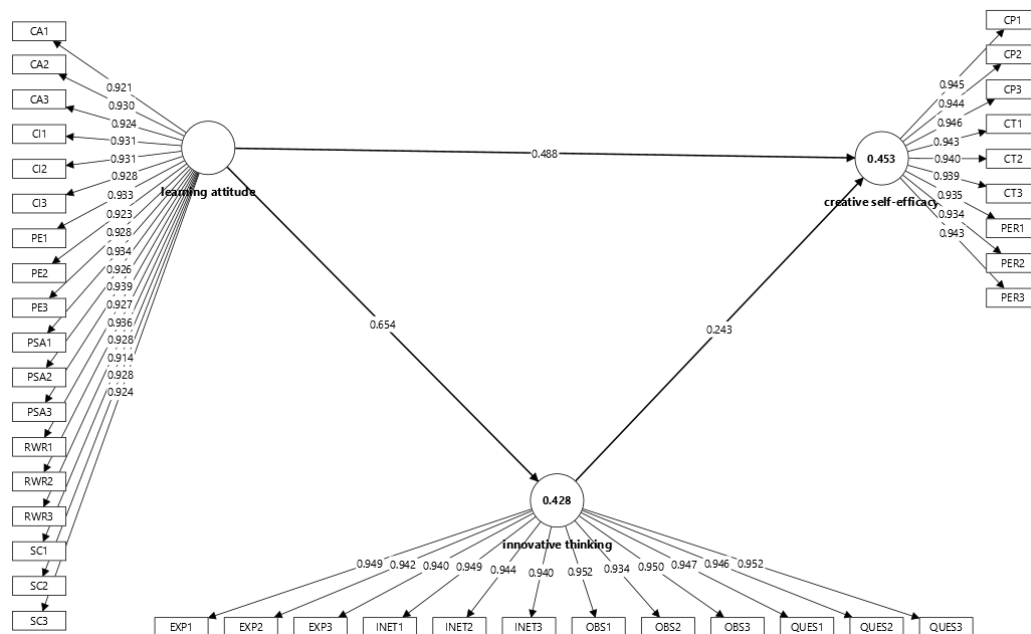 CA1
CA2
CA3
CI1
CI2
CI3
PE1
PE2
PE3
PSA1
PSA2
PSA3
RWR1
RWR2
RWR3
SC1
SC2
SC3
0.921
0.930
0.924
0.931
0.931
0.928
0.933
0.923
0.928
0.934
0.926
0.939
0.927
0.936
0.928
0.914
0.928
0.924
learning attitude
0.488
0.654
0.243
0.453
creative self-efficacy
0.945
0.944
0.946
0.943
0.940
0.939
0.935
0.934
0.943
CP1
CP2
CP3
CT1
CT2
CT3
PER1
PER2
PER3
0.428
innovative thinking
0.949
0.942
0.940
0.949
0.944
0.940
0.952
0.934
0.950
0.947
0.946
0.952
EXP1
EXP2
EXP3
INET1
INET2
INET3
OBS1
OBS2
OBS3
QUES1
QUES2
QUES3